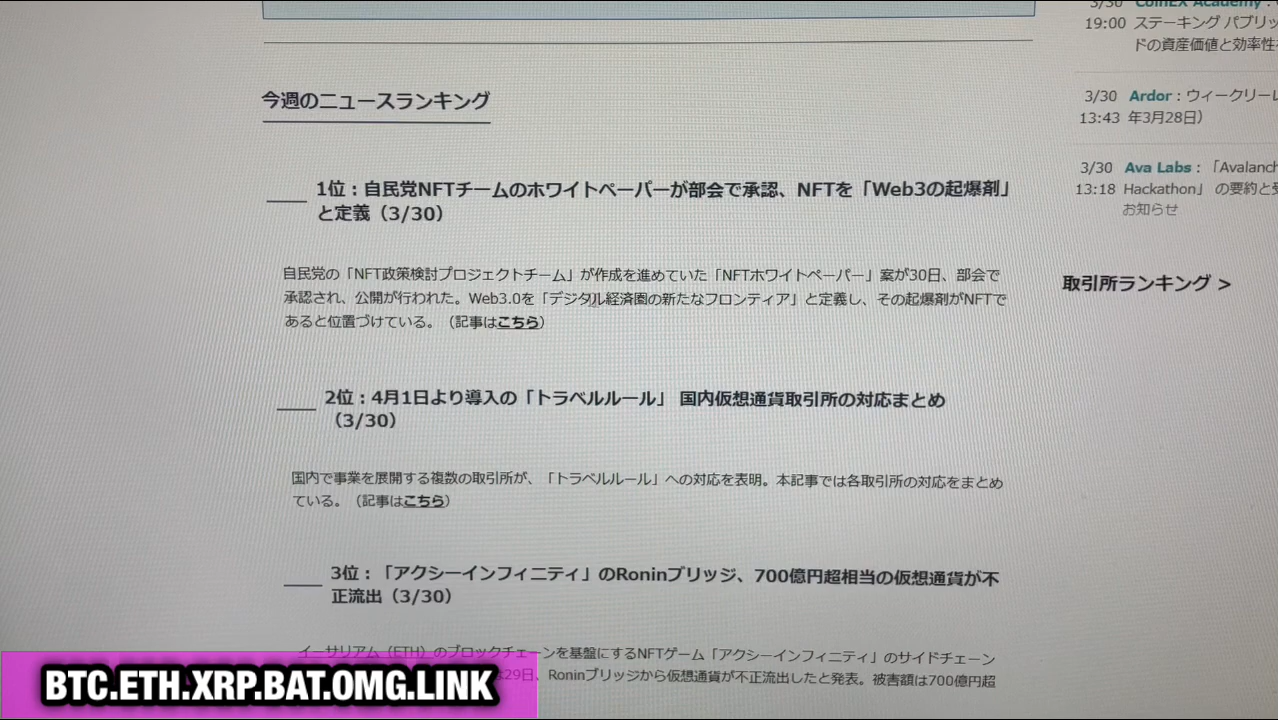 今週のニュースランキング
1位：自民党NFTチームのホワイトペーパーが部会で承認、NFTを「Web3の起爆剤」
と定義（3/30）
自民党の「NFT政策検討プロジェクトチーム」が作成を進めていた「NFTホワイトペーパー」案が30日、部会で
承認され、公開が行われた。Web3.0を「デジタル経済圏の新たなフロンティア」と定義し、その起爆剤がNFTで
あると位置づけている。（記事はこちら）
2位：4月1日より導入の「トラベルルール」 国内仮想通貨取引所の対応まとめ
（3/30）
国内で事業を展開する複数の取引所が、「トラベルルール」への対応を表明。本記事では各取引所の対応をまとめ
ている。（記事はこちら）
3位：「アクシーインフィニティ」のRoninブリッジ、700億円超相当の仮想通貨が不
正流出（3/30）
イーサリアム（ETH）のブロックチェーンを基盤にするNFTゲーム「アクシーインフィニティ」のサイドチェーン
は29日、Roninブリッジから仮想通貨が不正流出したと発表。被害額は700億円超
3/30 CoinEX Academy：
19:00 ステーキング パブリッ
ドの資産価値と効率性
3/30 Ardor：ウィークリーレ
13:43 年3月28日）
3/30 Ava Labs：「Avalanch
13:18 Hackathon」 の要約と受
お知らせ
取引所ランキング >
BTC.ETH.XRP.BAT.OMG.LINK